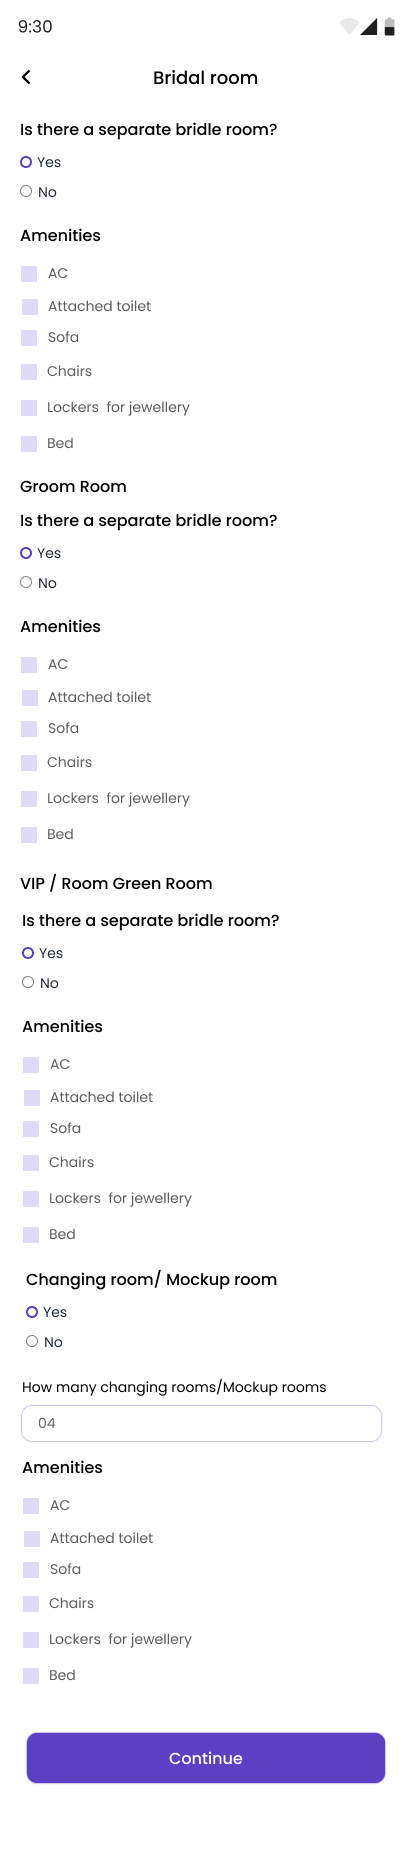 9:30
Bridal room
Is there a separate bridle room?
Yes
No
Amenities
AC
Attached toilet
Sofa
Chairs
Lockers  for jewellery
Bed
Groom Room
Is there a separate bridle room?
Yes
No
Amenities
AC
Attached toilet
Sofa
Chairs
Lockers  for jewellery
Bed
VIP / Room Green Room
Is there a separate bridle room?
Yes
No
Amenities
AC
Attached toilet
Sofa
Chairs
Lockers  for jewellery
Bed
Changing room/ Mockup room
Yes
No
How many changing rooms/Mockup rooms
04
Amenities
AC
Attached toilet
Sofa
Chairs
Lockers  for jewellery
Bed
Continue